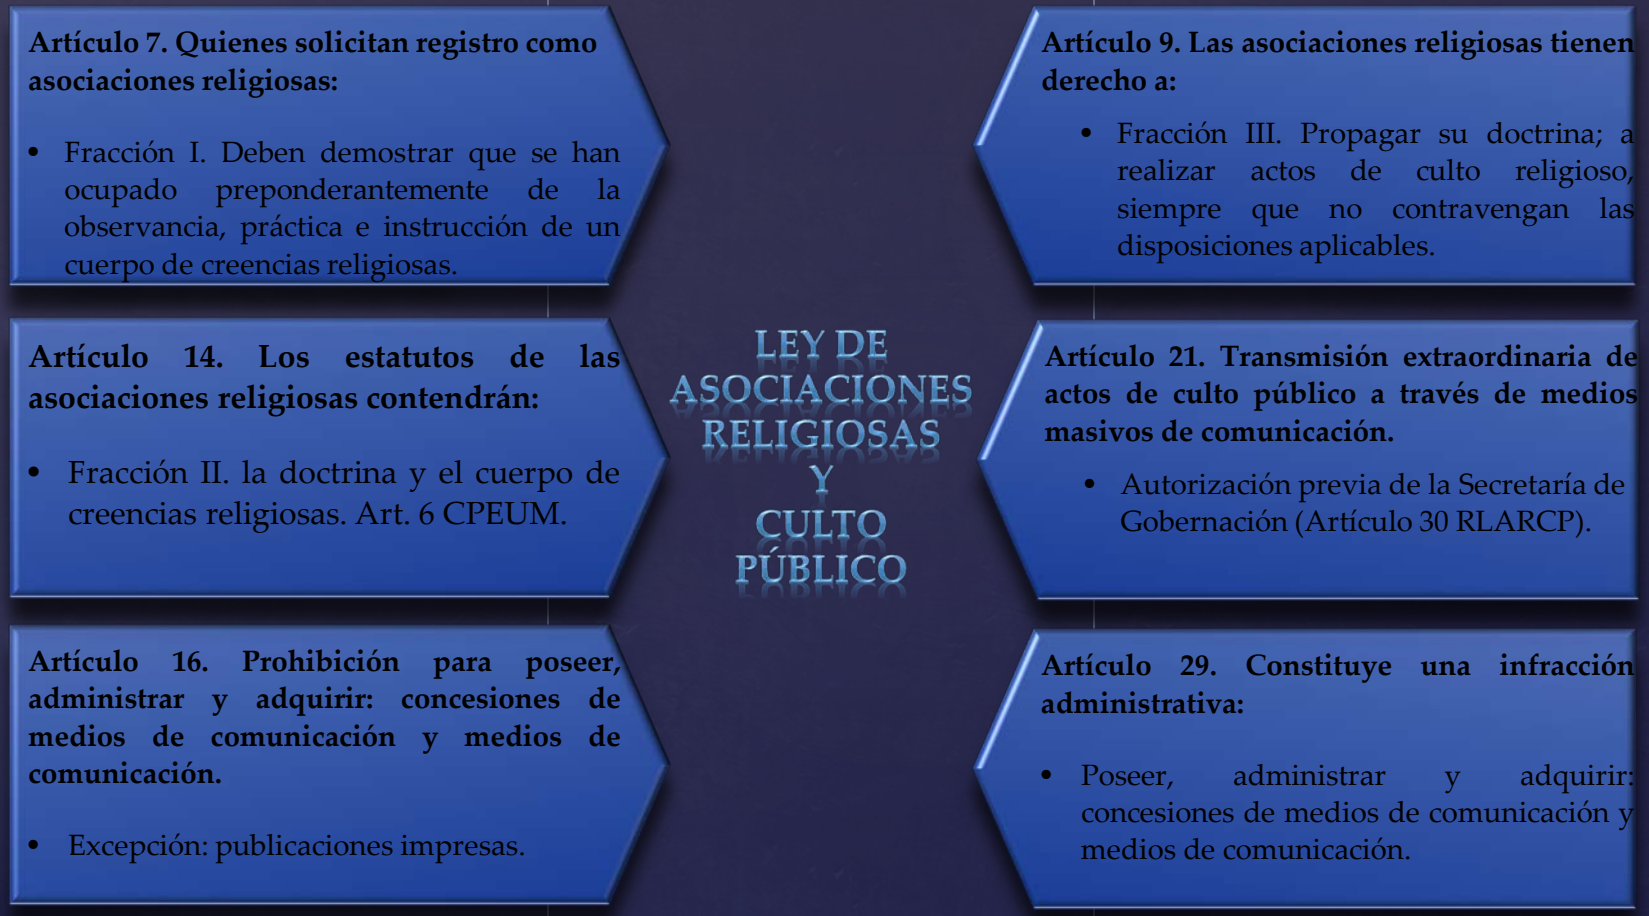 Artículo 7. Quienes solicitan registro como
asociaciones religiosas:
• Fracción I. Deben demostrar que se han
ocupado preponderantemente de la
observancia, práctica e instrucción de un
cuerpo de creencias religiosas.
Artículo 14. Los estatutos de las
asociaciones religiosas contendrán:
• Fracción II. la doctrina y el cuerpo de
creencias religiosas. Art. 6 CPEUM.
Artículo 16. Prohibición para poseer,
administrar y adquirir: concesiones de
medios de comunicación y medios de
comunicación.
• Excepción: publicaciones impresas.
LEY DE
ASOCIACIONES
RELIGIOSAS
Y
CULTO
PÚBLICO
Artículo 9. Las asociaciones religiosas tienen
derecho a:
• Fracción III. Propagar su doctrina; a
realizar actos de culto religioso,
siempre que no contravengan las
disposiciones aplicables.
Artículo 21. Transmisión extraordinaria de
actos de culto público a través de medios
masivos de comunicación.
• Autorización previa de la Secretaría de
Gobernación (Artículo 30 RLARCP).
Artículo 29. Constituye una infracción
administrativa:
• Poseer, administrar y adquirir:
concesiones de medios de comunicación y
medios de comunicación.